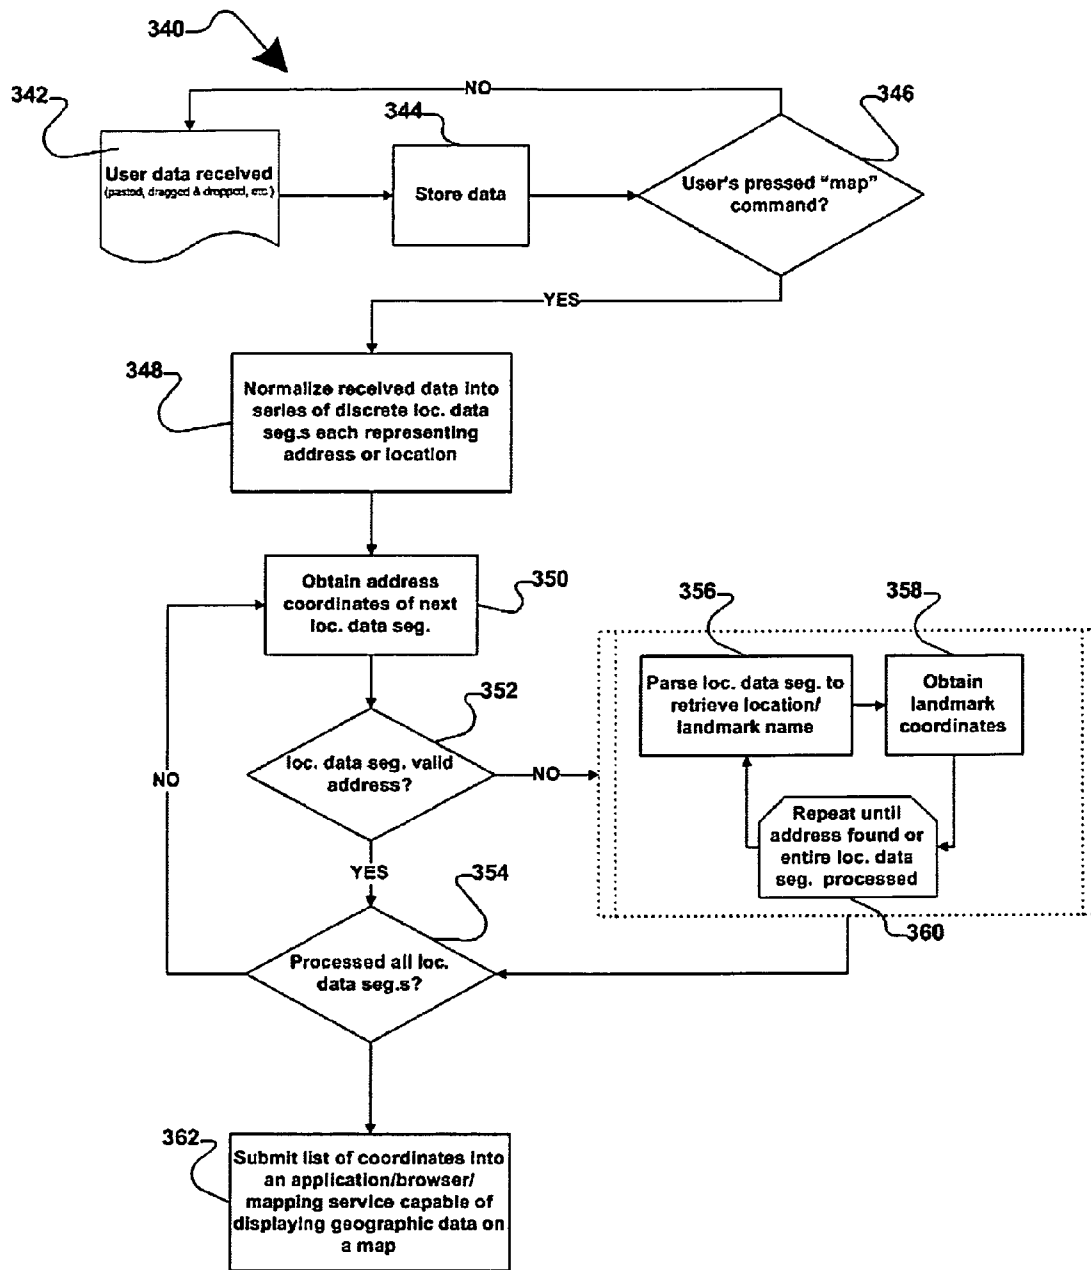 340
NO
342
344
346
User data received
(pasted, dragged & dropped, etc.)
Store data
User's pressed "map"
command?
YES
348
Normalize received data into
series of discrete loc. data
seg.s each representing
address or location
350
Obtain address
coordinates of next
loc. data seg.
356
358
Parse loc. data seg. to
retrieve location/
landmark name
Obtain
landmark
coordinates
352
loc. data seg. valid
address?
NO
NO
Repeat until
address found or
entire loc. data
seg. processed
360
YES
354
Processed all loc.
data seg.s?
362
Submit list of coordinates into
an application/browser/
mapping service capable of
displaying geographic data on
a map